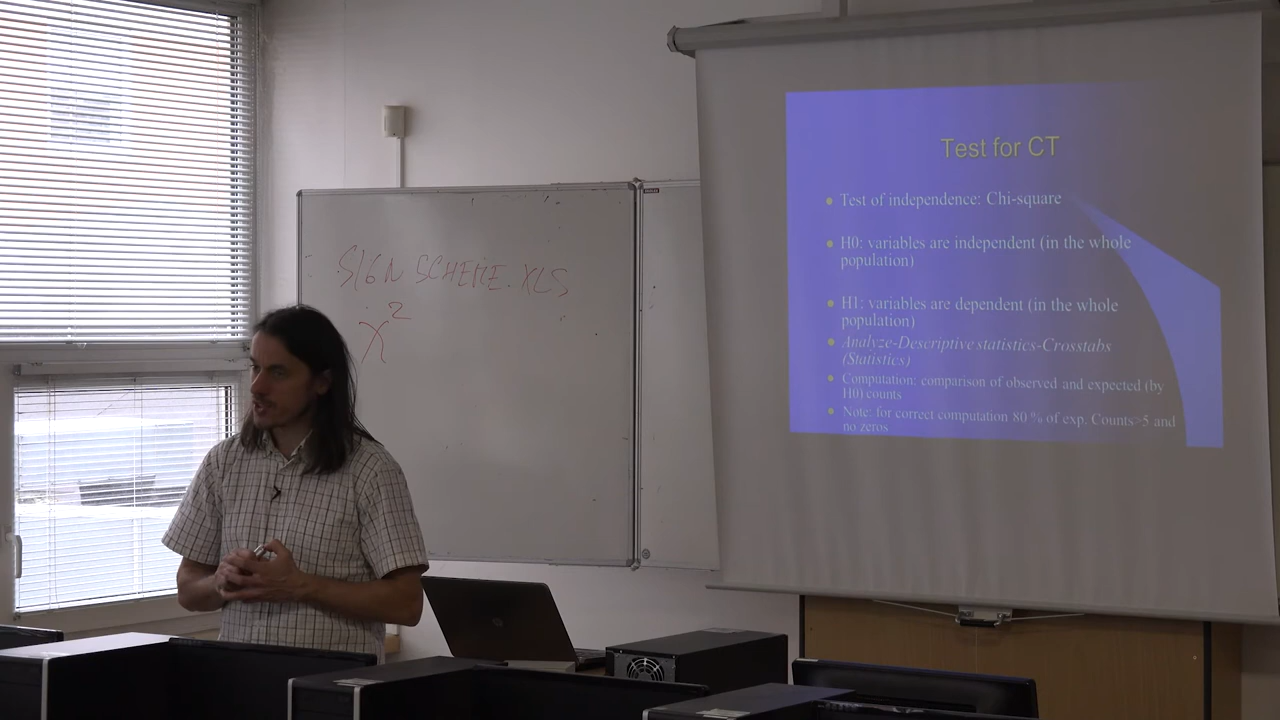 SIGN SCHEME.XLS
X²
Test for CT
Test of independence: Chi-square
H0: variables are independent (in the whole
population)
H1: variables are dependent (in the whole
population)
Analyze-Descriptive statistics-Crosstabs
(Statistics)
Computation: comparison of observed and expected (by
H0) counts
Note: for correct computation 80 % of exp. Counts>5 and
no zeros